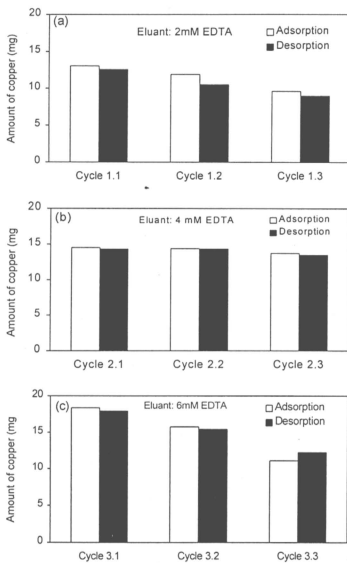 (a)
Eluant: 2mM EDTA
Adsorption
Desorption
Amount of copper (mg)
20
15
10
5
0
Cycle 1.1 Cycle 1.2 Cycle 1.3
(b)
Eluant: 4 mM EDTA
Adsorption
Desorption
Amount of copper (mg
20
15
10
5
0
Cycle 2.1 Cycle 2.2 Cycle 2.3
(c)
Eluant: 6mM EDTA
Adsorption
Desorption
Amount of copper (mg
20
15
10
5
0
Cycle 3.1 Cycle 3.2 Cycle 3.3